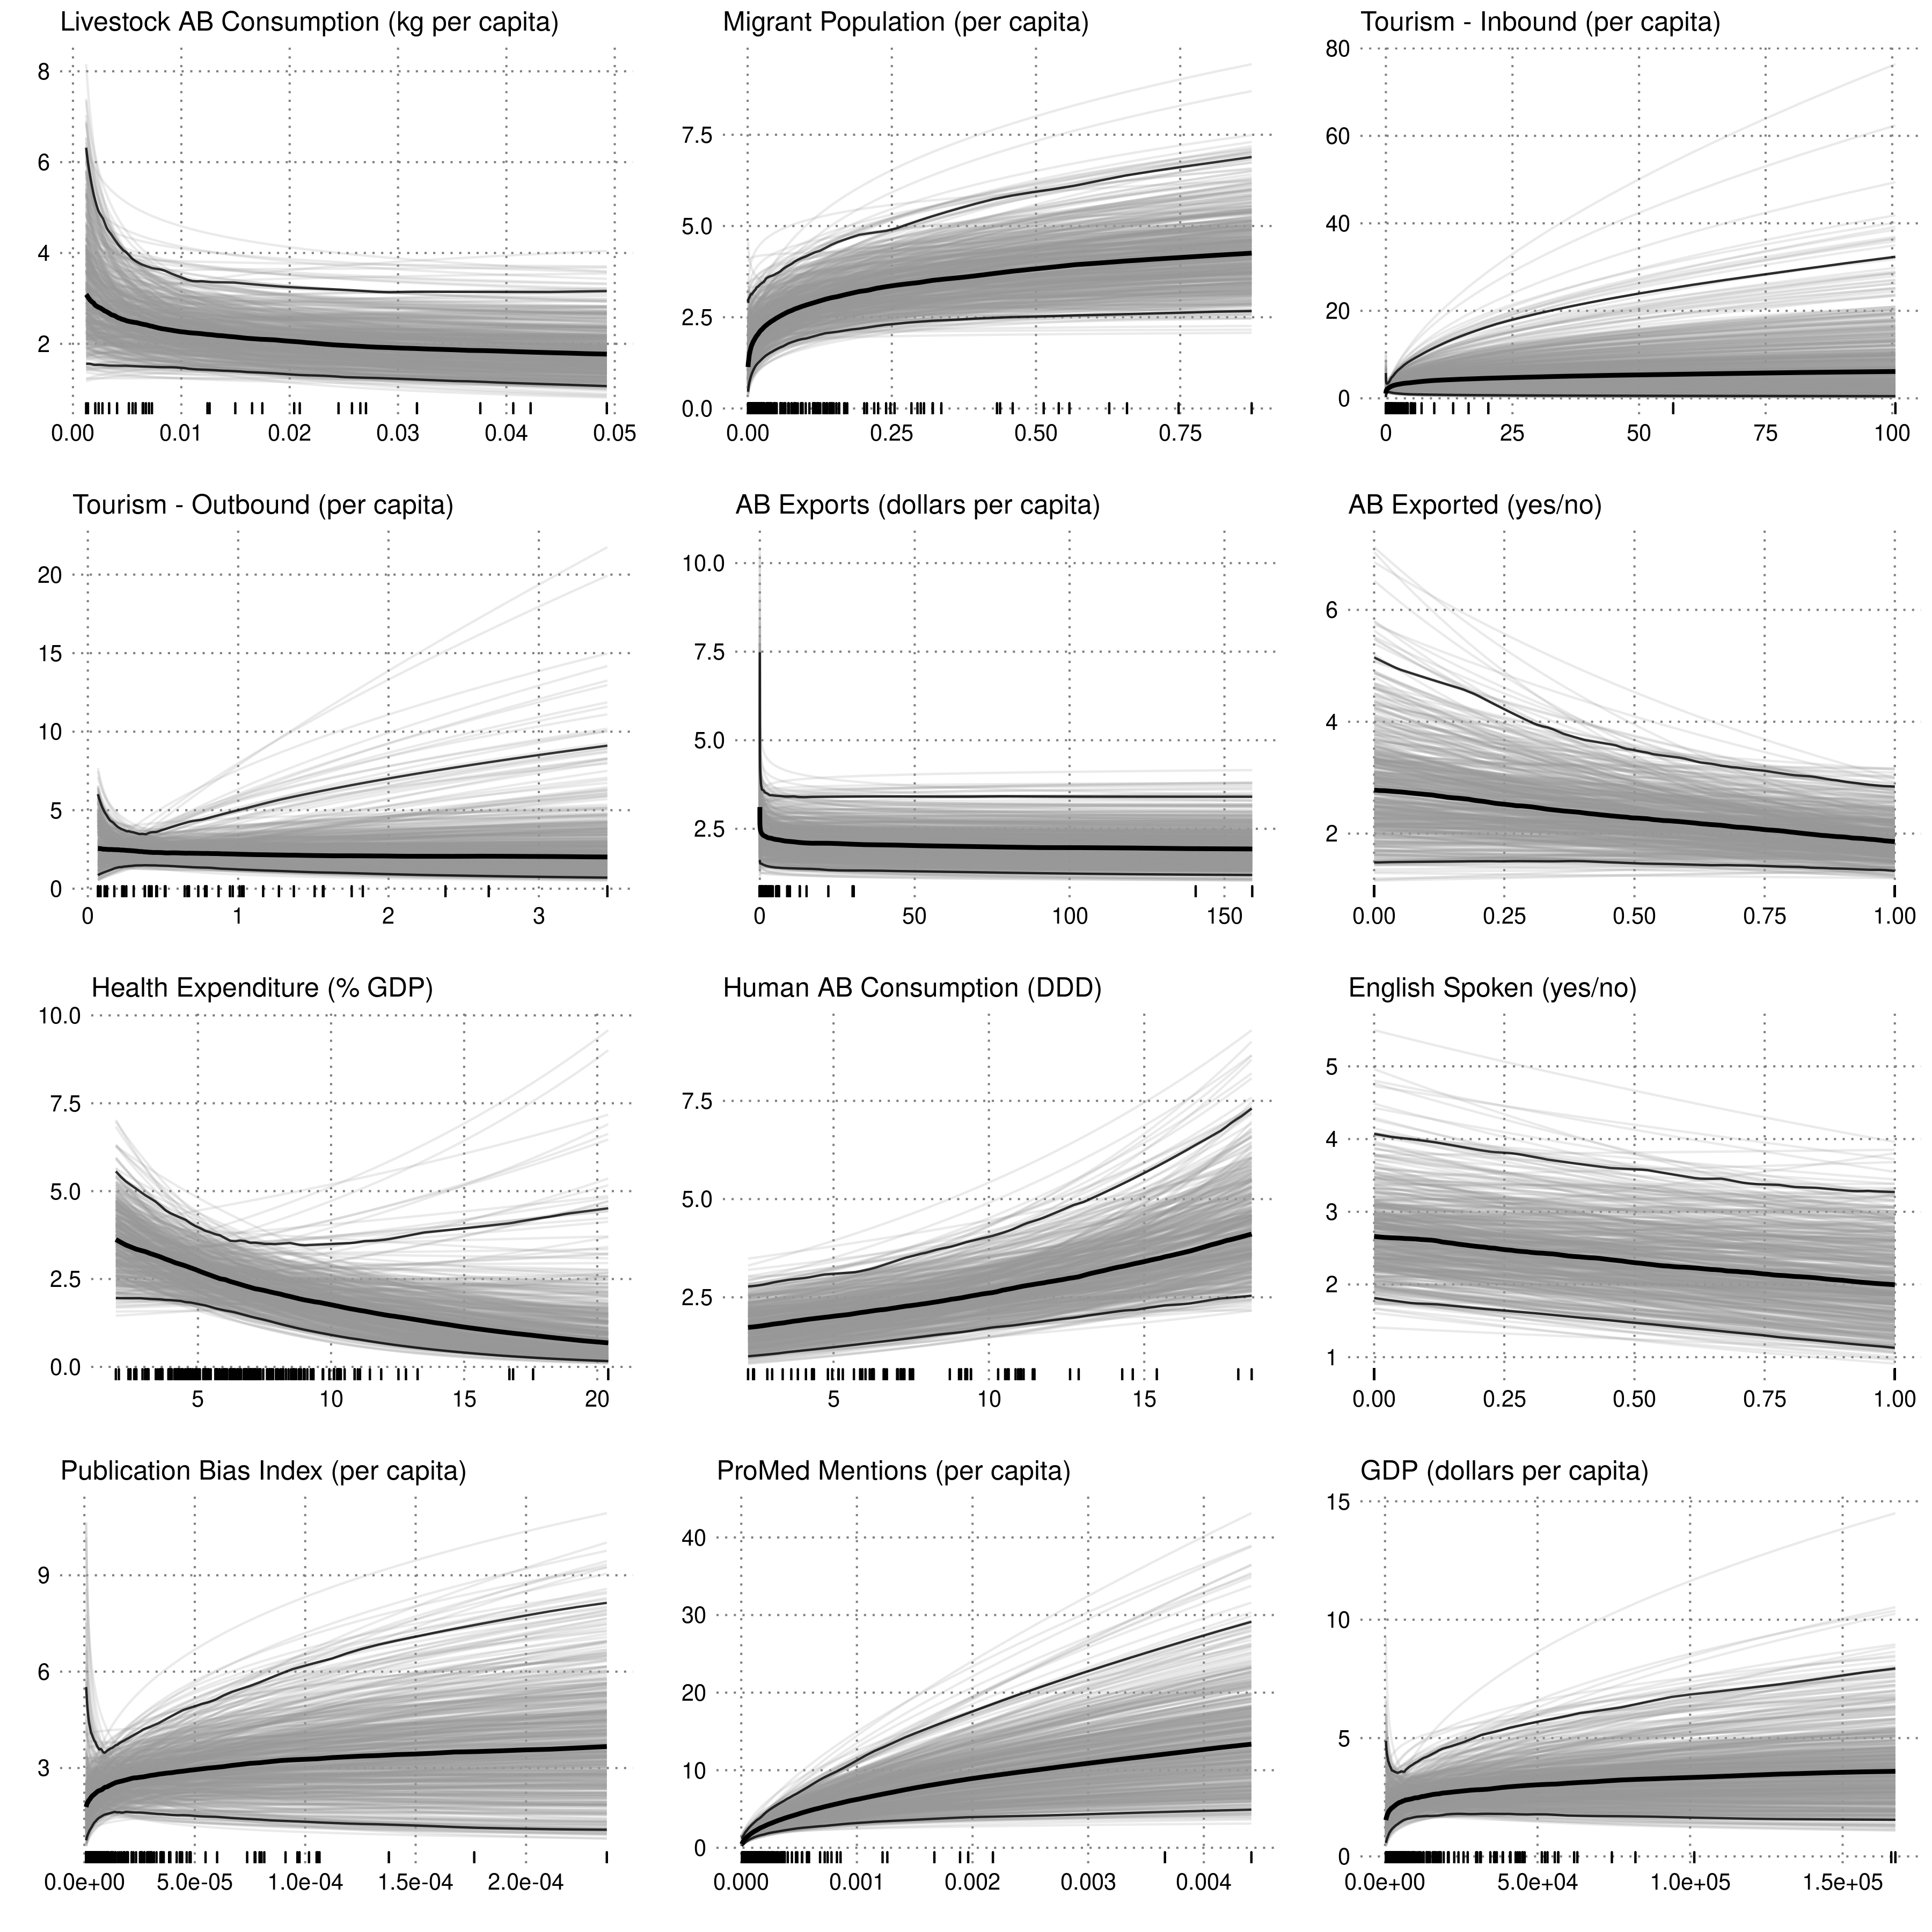 Livestock AB Consumption (kg per capita)
8
6
4
2
0.00 0.01 0.02 0.03 0.04 0.05
Migrant Population (per capita)
7.5
5.0
2.5
0.0
0.00 0.25 0.50 0.75
Tourism - Inbound (per capita)
80
60
40
20
0
0 25 50 75 100
Tourism - Outbound (per capita)
20
15
10
5
0
0 1 2 3
AB Exports (dollars per capita)
10.0
7.5
5.0
2.5
0 50 100 150
AB Exported (yes/no)
6
4
2
0.00 0.25 0.50 0.75 1.00
Health Expenditure (% GDP)
10.0
7.5
5.0
2.5
0.0
5 10 15 20
Human AB Consumption (DDD)
7.5
5.0
2.5
5 10 15
English Spoken (yes/no)
5
4
3
2
1
0.00 0.25 0.50 0.75 1.00
Publication Bias Index (per capita)
9
6
3
0.0e+00 5.0e-05 1.0e-04 1.5e-04 2.0e-04
ProMed Mentions (per capita)
40
30
20
10
0
0.000 0.001 0.002 0.003 0.004
GDP (dollars per capita)
15
10
5
0
0.0e+00 5.0e+04 1.0e+05 1.5e+05